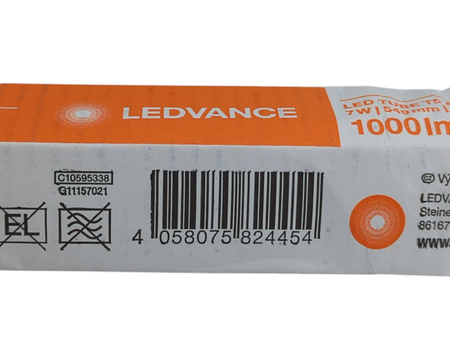 LEDVANCE
LED TUBE T5
7W | 549mm |
1000lm
C10595338
G11157021
EL
4 058075 824454
LEDVA
Steine
86167
www.